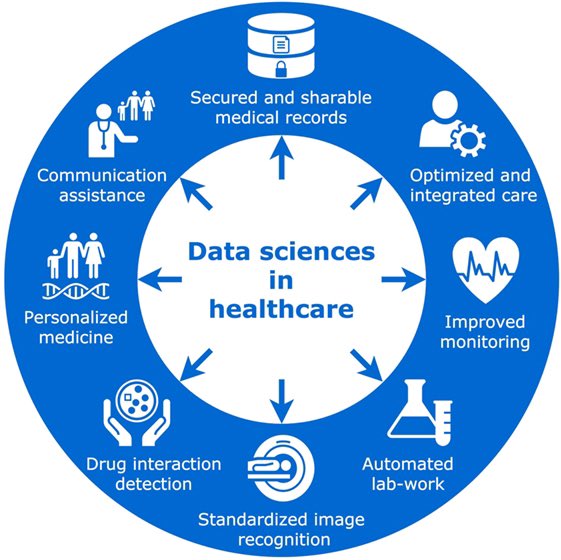 Secured and sharable
medical records
Optimized and
integrated care
Improved
monitoring
Automated
lab-work
Standardized image
recognition
Drug interaction
detection
Personalized
medicine
Communication
assistance
Data sciences
in
healthcare